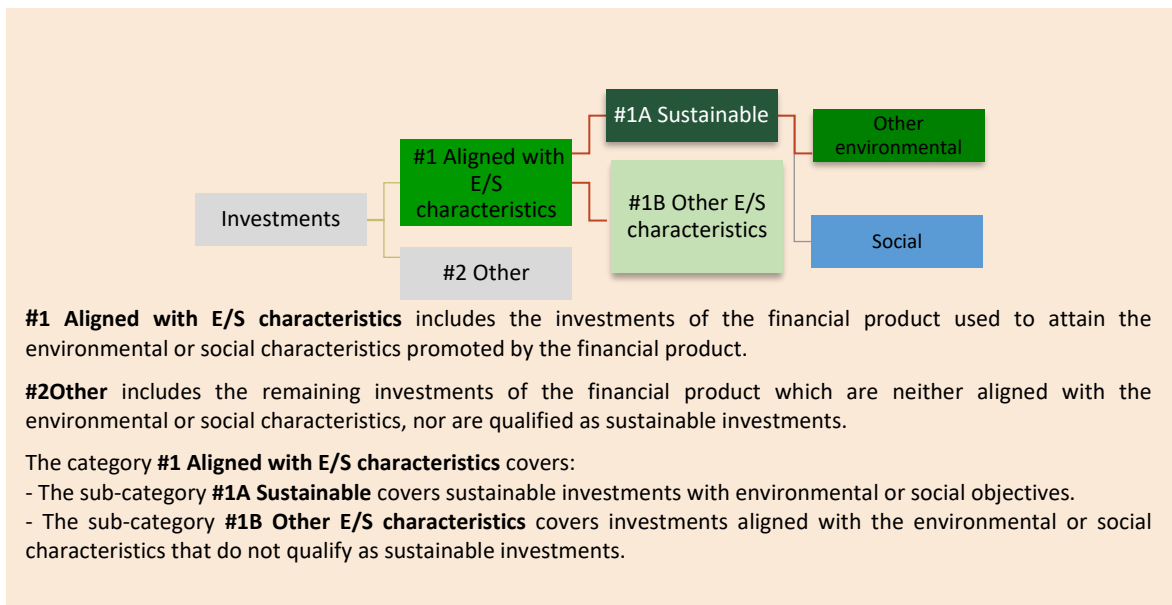 #1A Sustainable
Other
environmental
#1 Aligned with
E/S
characteristics
#1B Other E/S
characteristics
Investments
Social
#2 Other
#1 Aligned with E/S characteristics includes the investments of the financial product used to attain the
environmental or social characteristics promoted by the financial product.
#2Other includes the remaining investments of the financial product which are neither aligned with the
environmental or social characteristics, nor are qualified as sustainable investments.
The category #1 Aligned with E/S characteristics covers:
- The sub-category #1A Sustainable covers sustainable investments with environmental or social objectives.
- The sub-category #1B Other E/S characteristics covers investments aligned with the environmental or social
characteristics that do not qualify as sustainable investments.